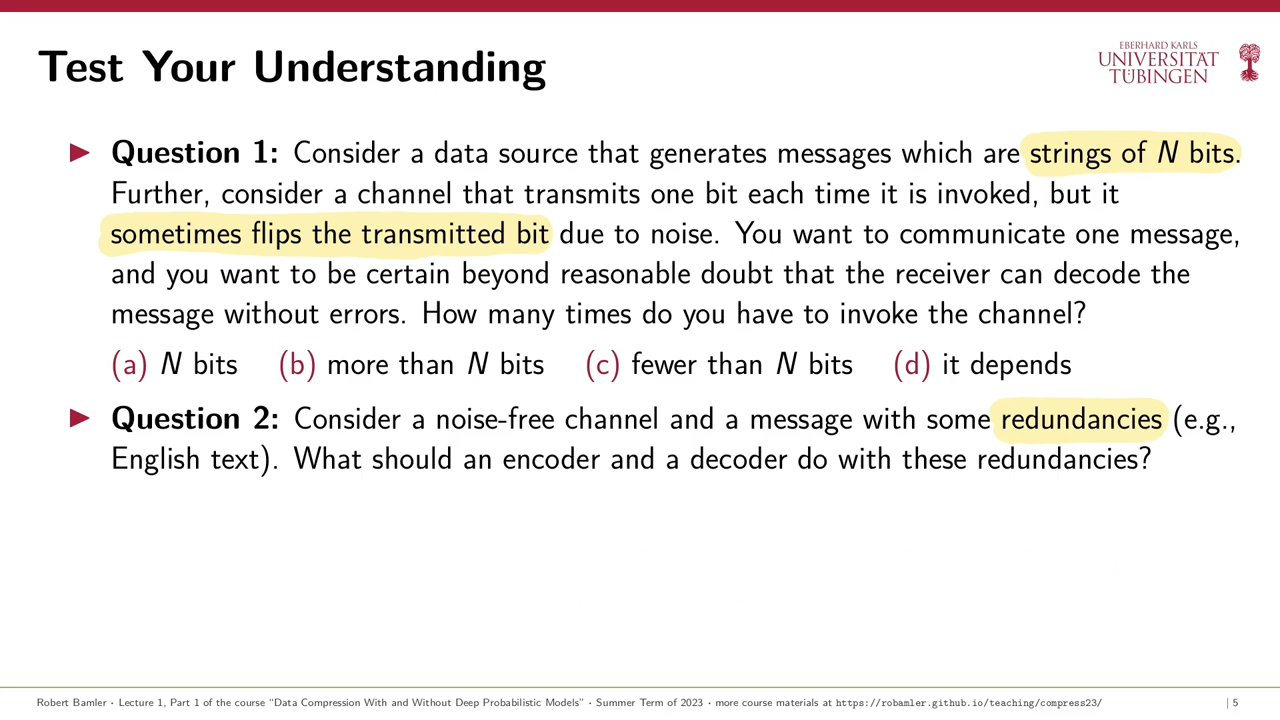 Test Your Understanding
EBERHARD KARLS
UNIVERSITÄT
TÜBINGEN
▶ Question 1: Consider a data source that generates messages which are strings of N bits.
Further, consider a channel that transmits one bit each time it is invoked, but it
sometimes flips the transmitted bit due to noise. You want to communicate one message,
and you want to be certain beyond reasonable doubt that the receiver can decode the
message without errors. How many times do you have to invoke the channel?
(a) N bits (b) more than N bits (c) fewer than N bits (d) it depends
▶ Question 2: Consider a noise-free channel and a message with some redundancies (e.g.,
English text). What should an encoder and a decoder do with these redundancies?
Robert Bamler · Lecture 1, Part 1 of the course “Data Compression With and Without Deep Probabilistic Models” · Summer Term of 2023 · more course materials at https://robamler.github.io/teaching/compress23/ | 5